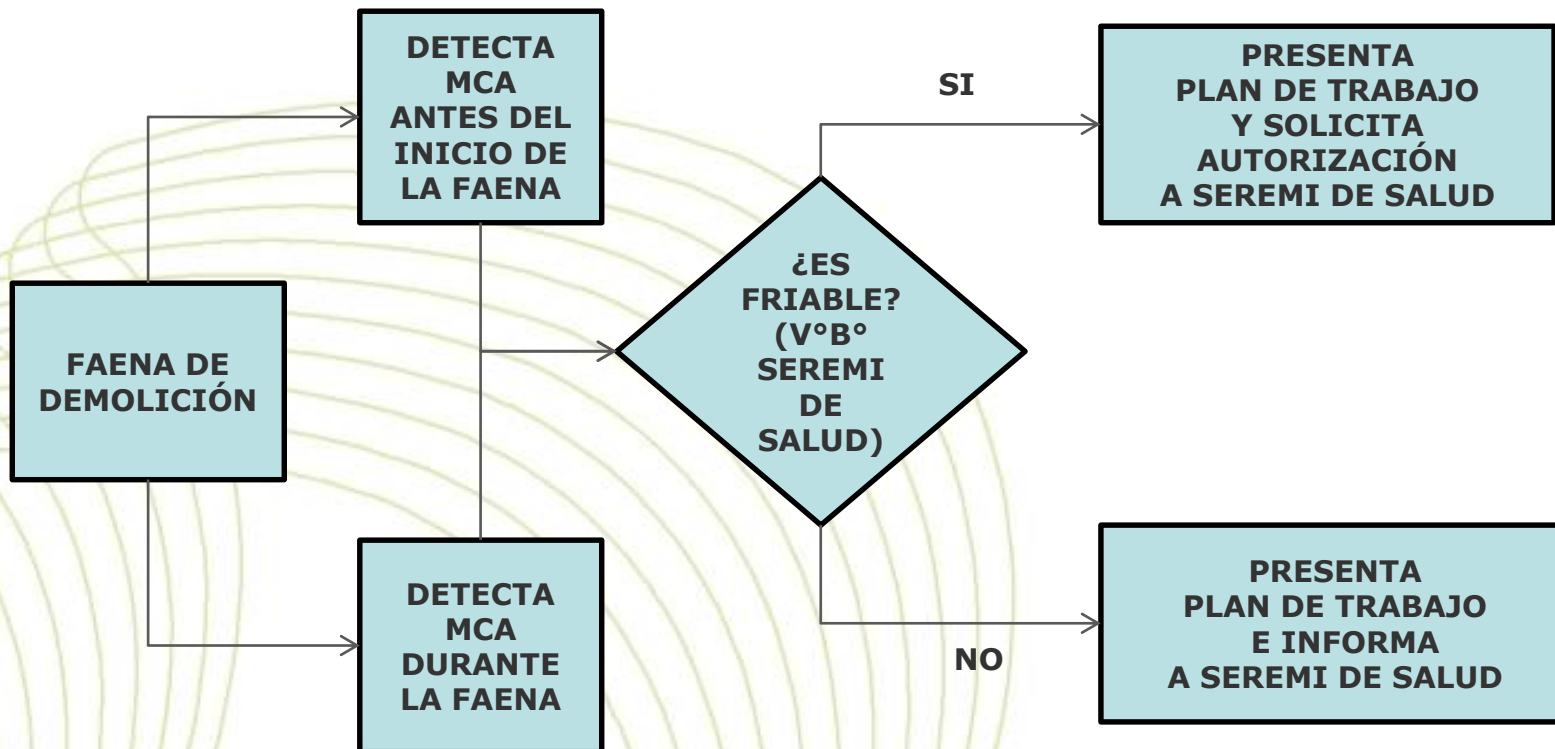 FAENA DE
DEMOLICIÓN
DETECTA
MCA
ANTES DEL
INICIO DE
LA FAENA
DETECTA
MCA
DURANTE
LA FAENA
¿ES
FRIABLE?
(V°B°
SEREMI
DE
SALUD)
SI
PRESENTA
PLAN DE TRABAJO
Y SOLICITA
AUTORIZACIÓN
A SEREMI DE SALUD
NO
PRESENTA
PLAN DE TRABAJO
E INFORMA
A SEREMI DE SALUD